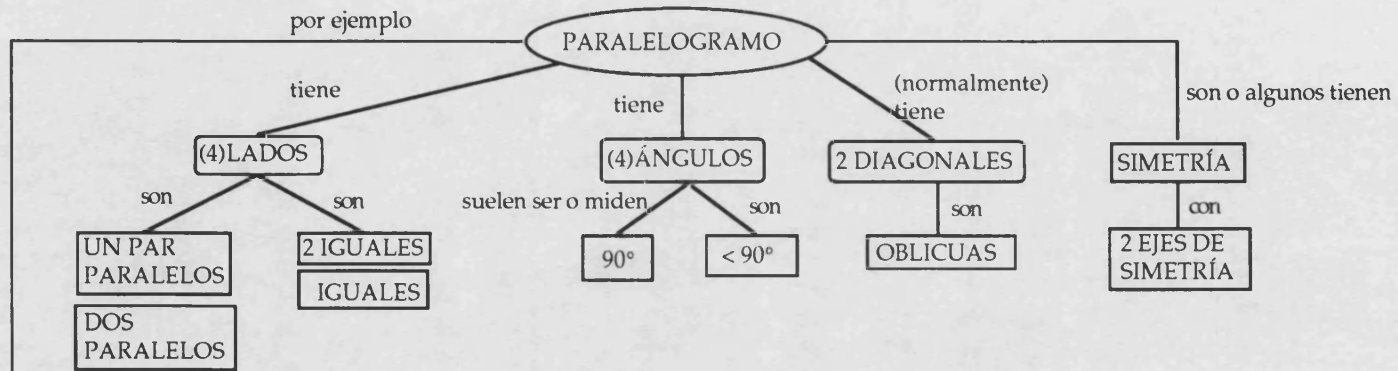 por ejemplo
PARALELOGRAMO
tiene
tiene
(normalmente)
tiene
son o algunos tienen
(4)LADOS
(4)ÁNGULOS
2 DIAGONALES
SIMETRÍA
son
son
suelen ser o miden
son
son
con
UN PAR
PARALELOS
2 IGUALES
90°
< 90°
OBLICUAS
2 EJES DE
SIMETRÍA
IGUALES
DOS
PARALELOS